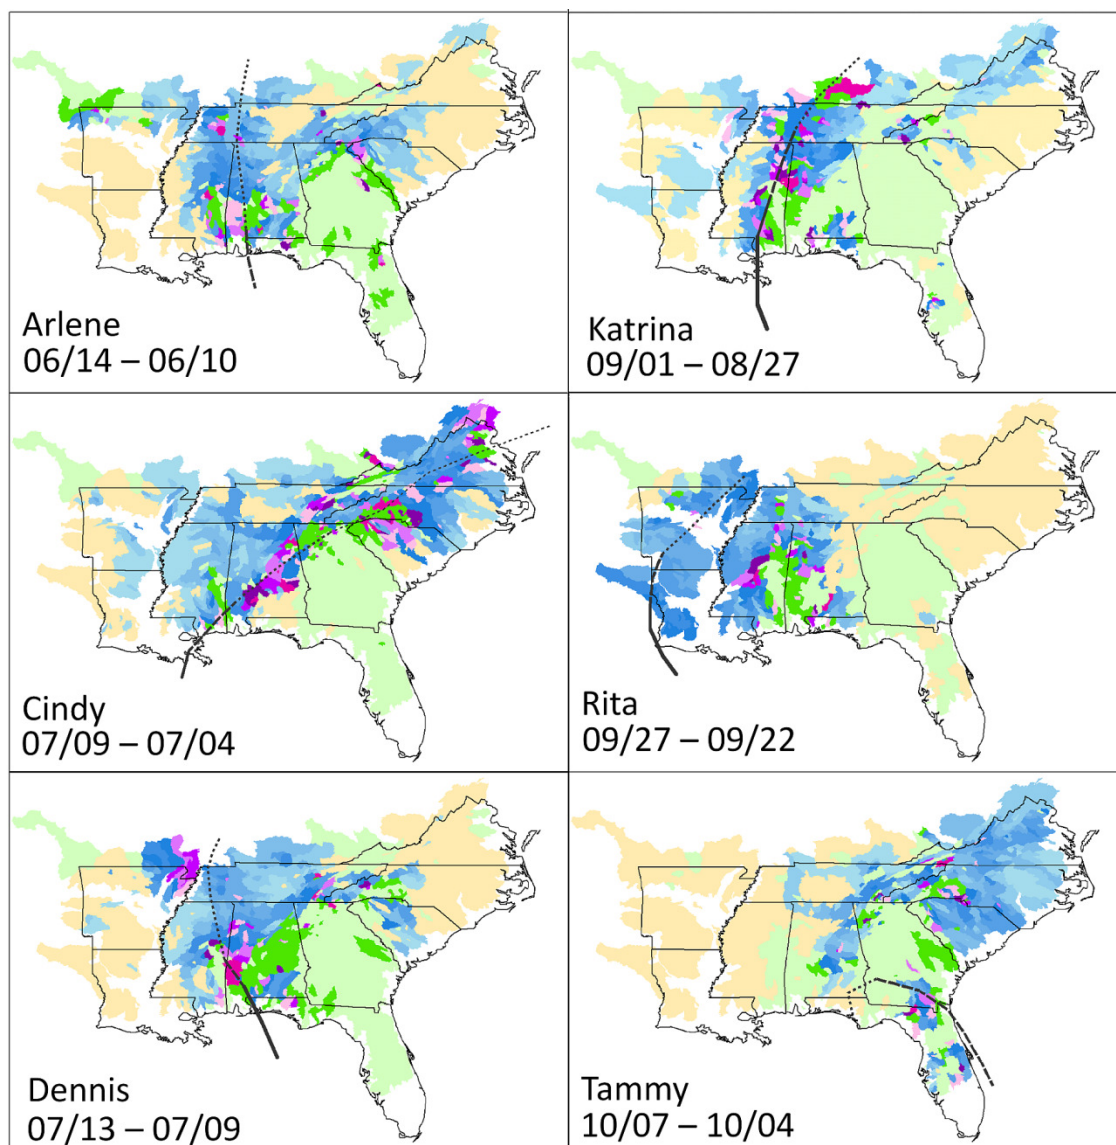 Arlene
06/14 – 06/10
Katrina
09/01 – 08/27
Cindy
07/09 – 07/04
Rita
09/27 – 09/22
Dennis
07/13 – 07/09
Tammy
10/07 – 10/04